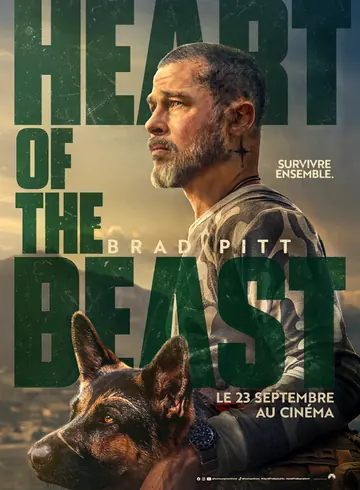 HEART
OF
THE
BEAST
SURVIVRE
ENSEMBLE.
BRAD PITT
LE 23 SEPTEMBRE
AU CINÉMA